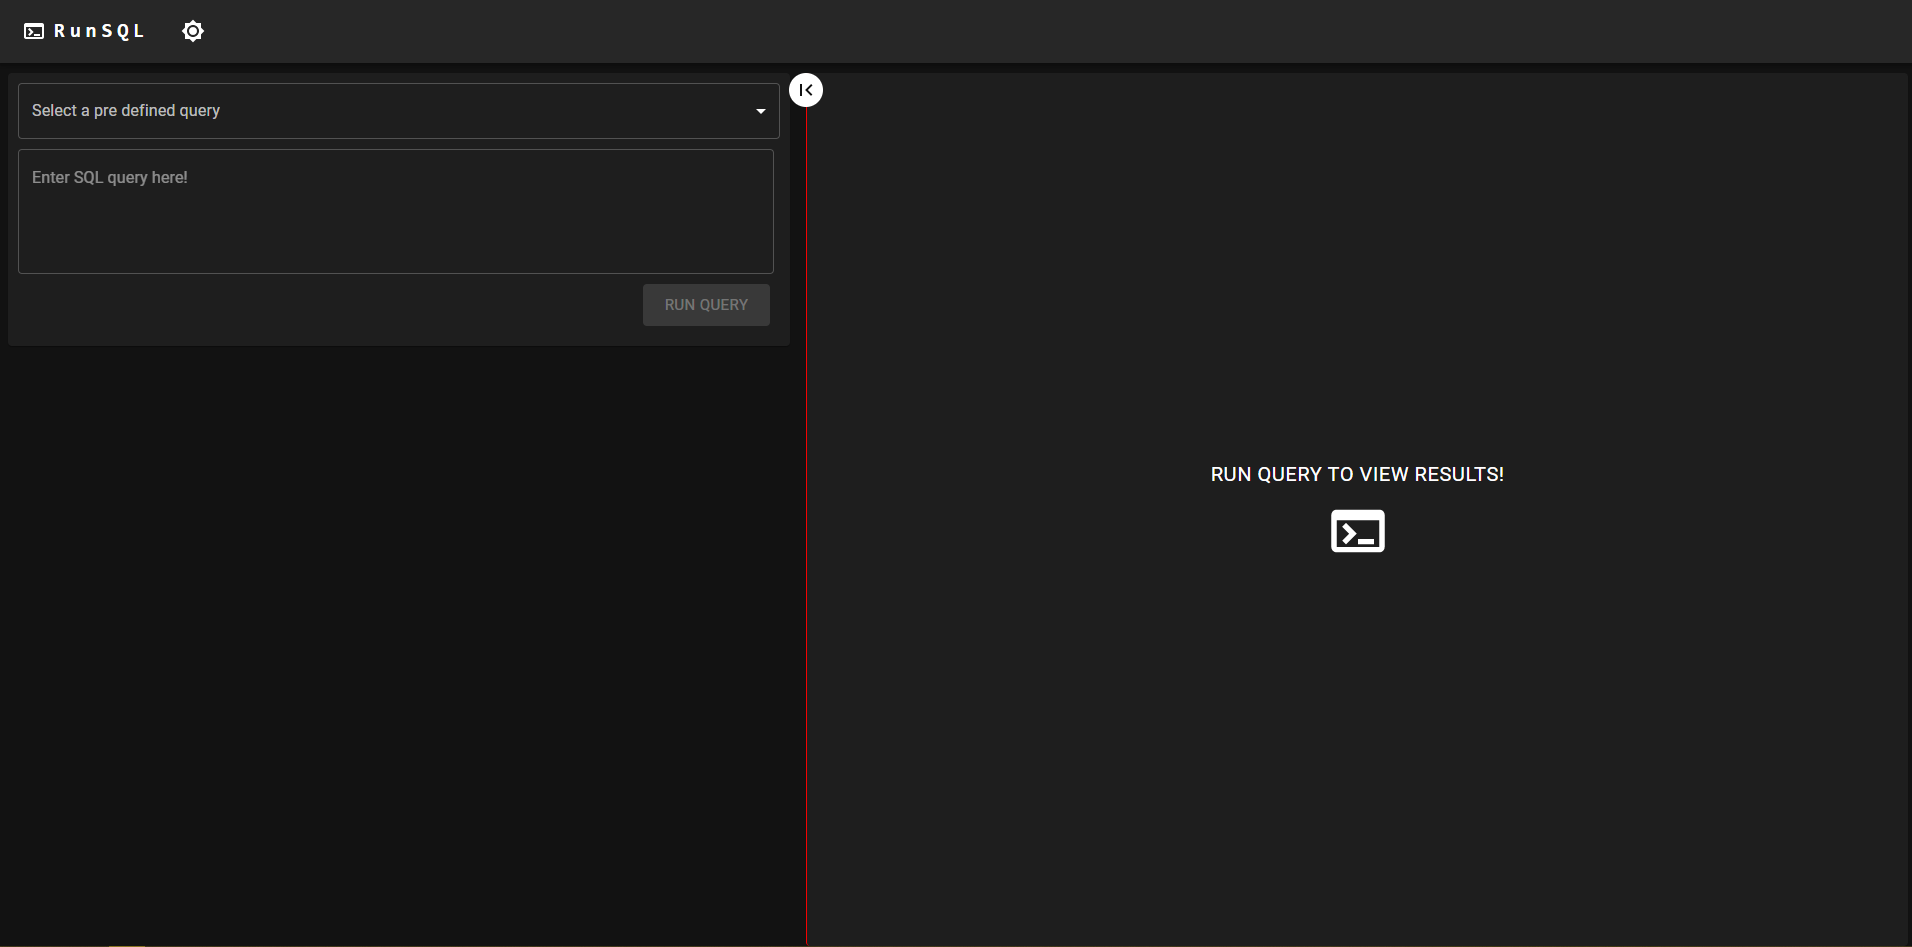 RunSQL
Select a pre defined query
Enter SQL query here!
RUN QUERY
RUN QUERY TO VIEW RESULTS!